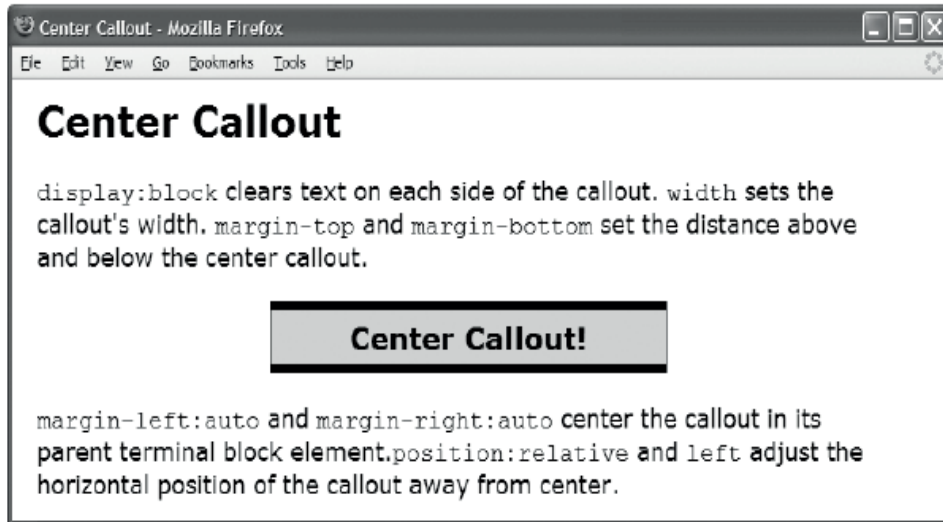 Center Callout - Mozilla Firefox
File Edit View Go Bookmarks Tools Help
Center Callout
display:block clears text on each side of the callout. width sets the
callout's width. margin-top and margin-bottom set the distance above
and below the center callout.
Center Callout!
margin-left:auto and margin-right:auto center the callout in its
parent terminal block element.position:relative and left adjust the
horizontal position of the callout away from center.